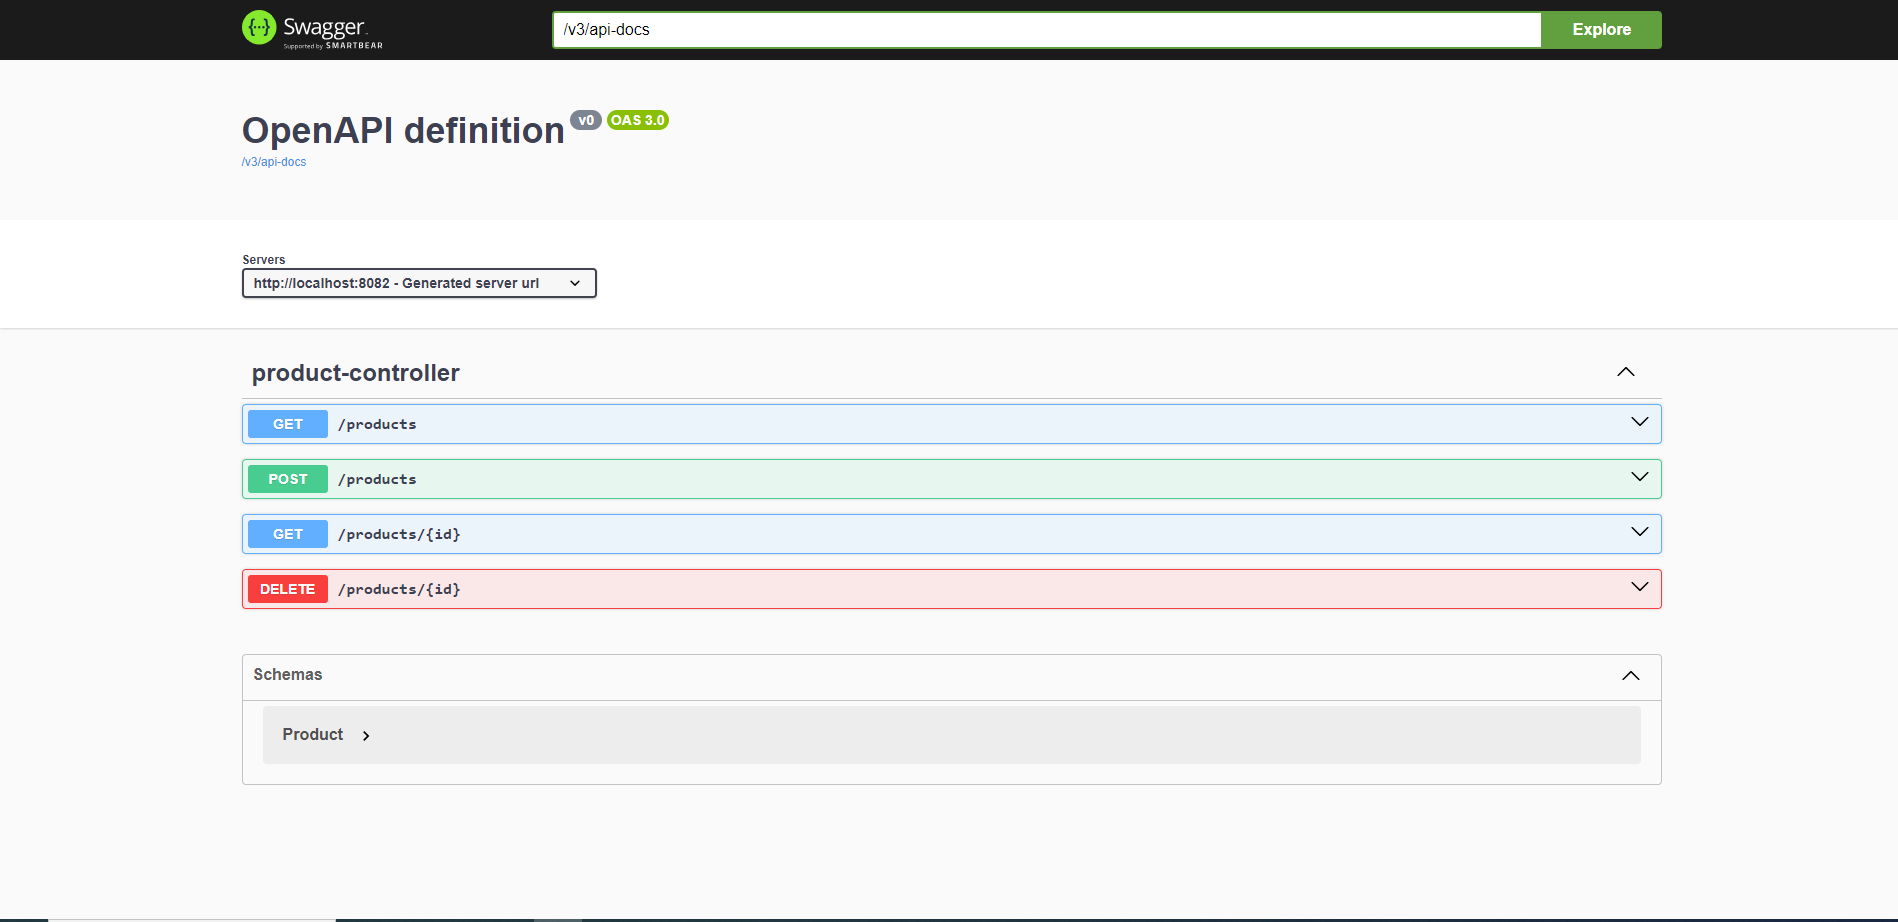 Swagger
Supported by SMARTBEAR
/v3/api-docs
Explore
OpenAPI definition v0 OAS 3.0
/v3/api-docs
Servers
http://localhost:8082 - Generated server url
product-controller
GET /products
POST /products
GET /products/{id}
DELETE /products/{id}
Schemas
Product